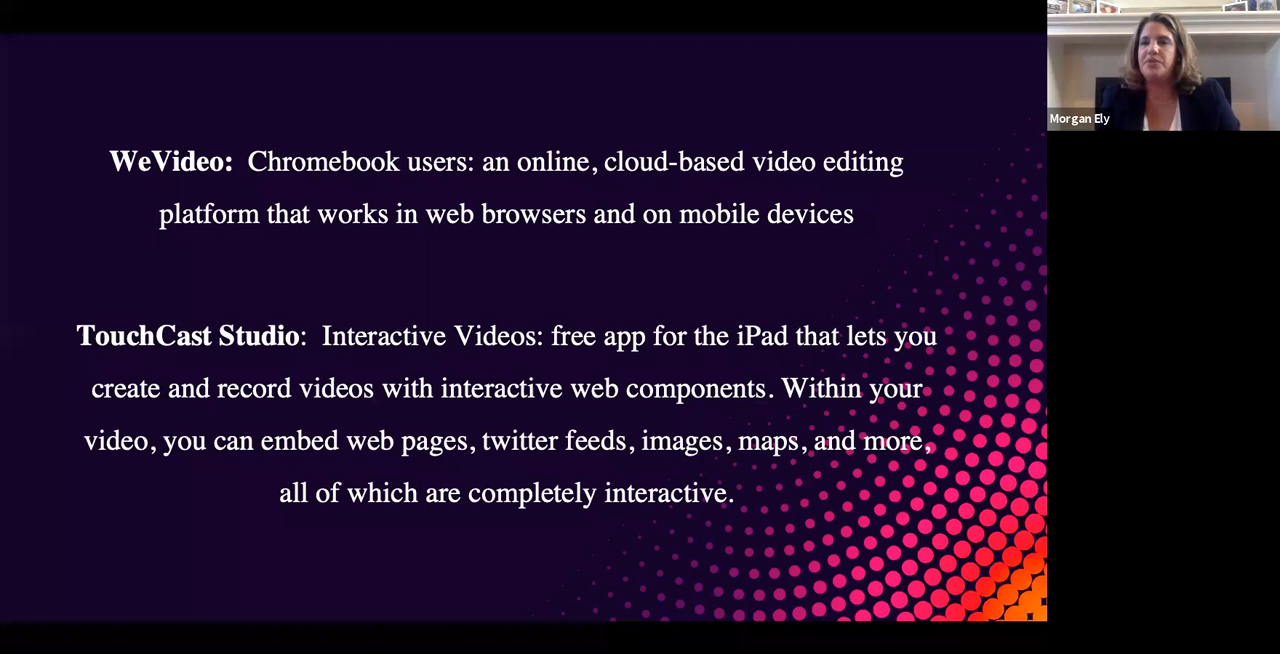 WeVideo: Chromebook users: an online, cloud-based video editing
platform that works in web browsers and on mobile devices
TouchCast Studio: Interactive Videos: free app for the iPad that lets you
create and record videos with interactive web components. Within your
video, you can embed web pages, twitter feeds, images, maps, and more,
all of which are completely interactive.
Morgan Ely